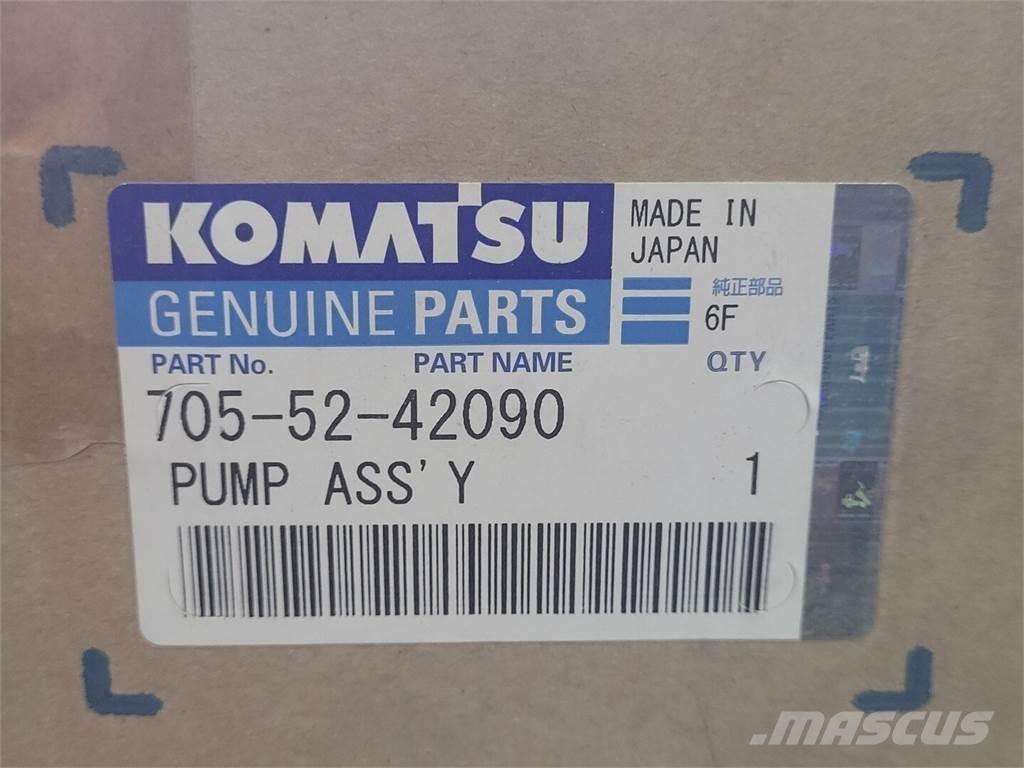 KOMATSU
GENUINE PARTS
MADE IN
JAPAN
純正部品
6F
PART No.
PART NAME
QTY
705-52-42090
PUMP ASS'Y
1
MASCUS